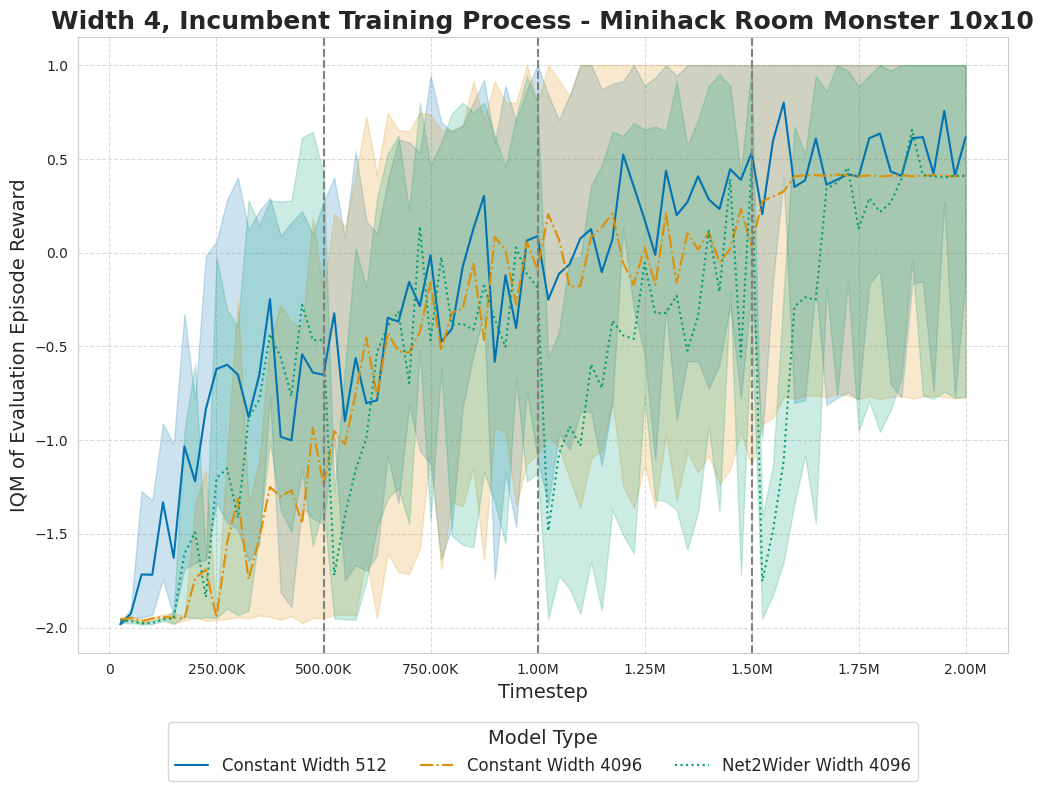 Width 4, Incumbent Training Process - Minihack Room Monster 10x10
IQM of Evaluation Episode Reward
1.0
0.5
0.0
−0.5
−1.0
−1.5
−2.0
0 250.00K 500.00K 750.00K 1.00M 1.25M 1.50M 1.75M 2.00M
Timestep
Model Type
Constant Width 512 Constant Width 4096 Net2Wider Width 4096